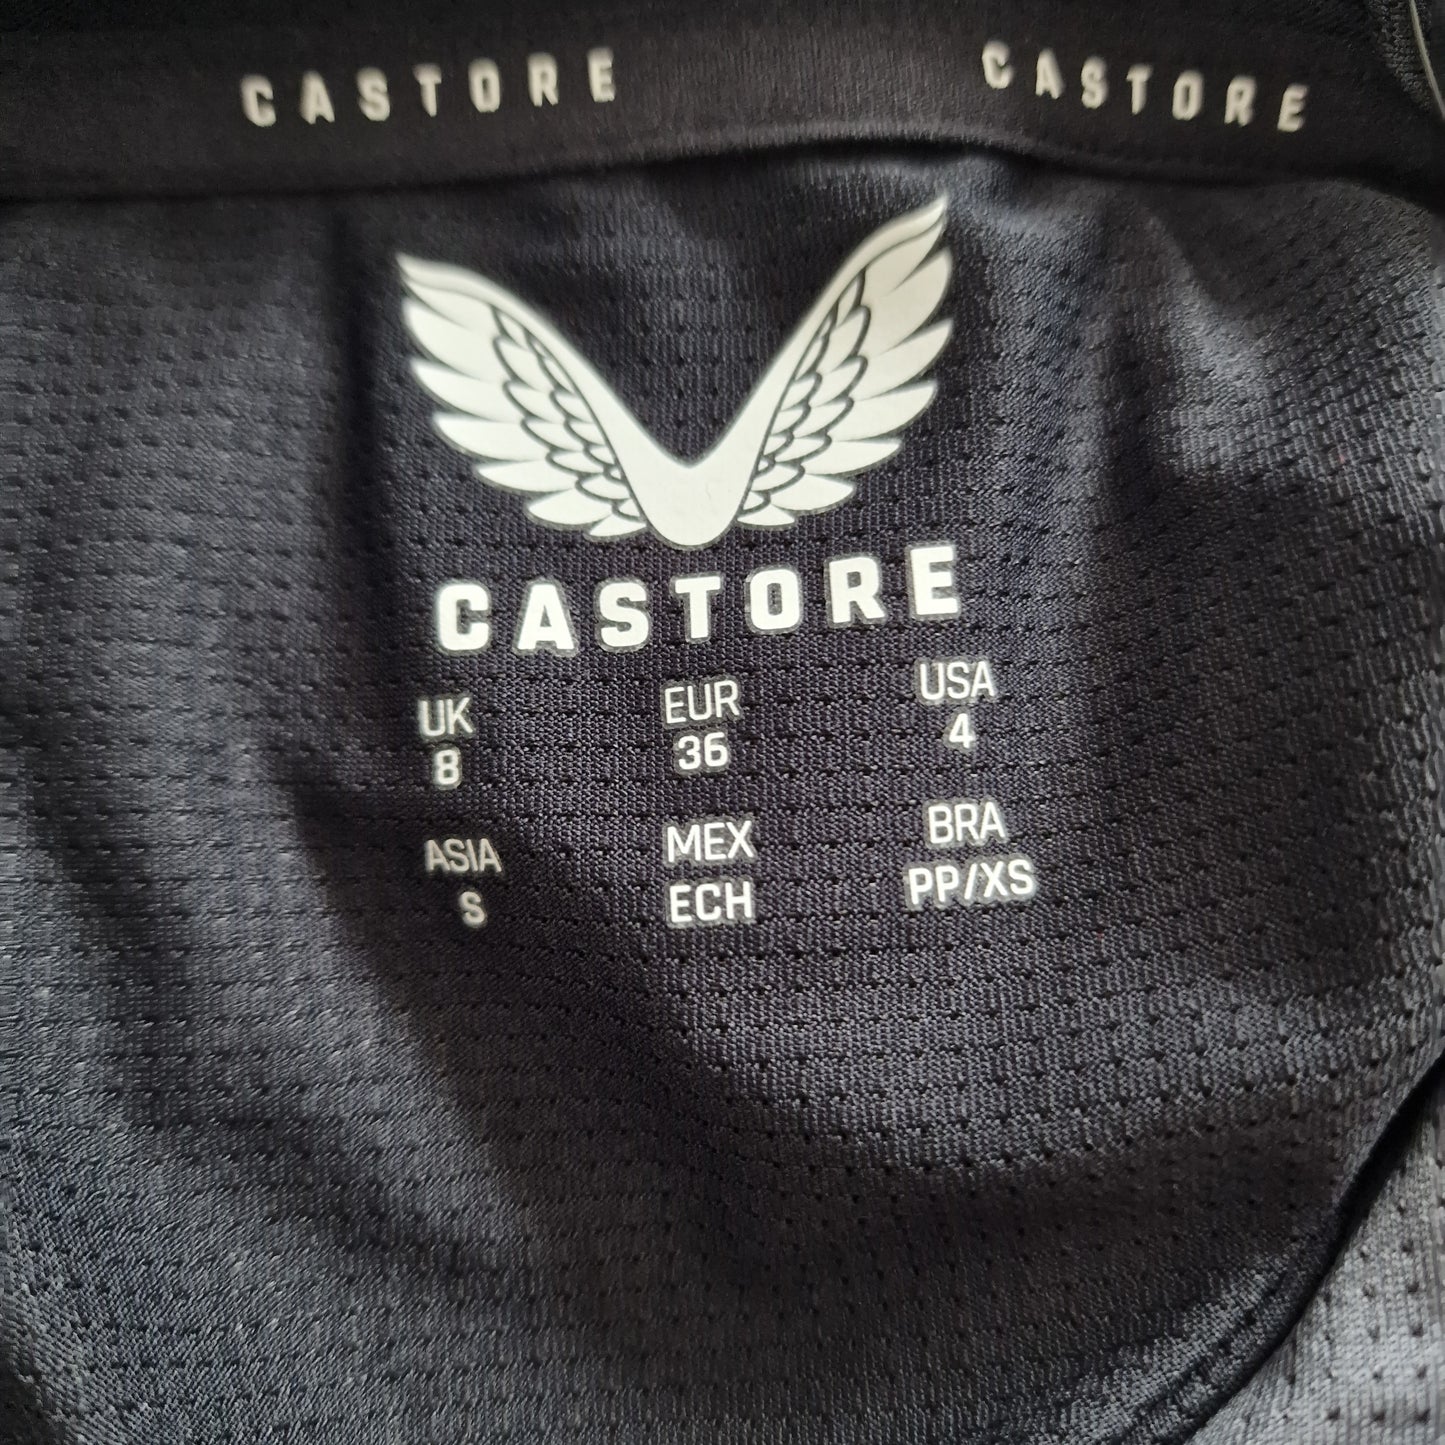 CASTORE CASTORE
CASTORE
UK EUR USA
8 36 4
ASIA MEX BRA
S ECH PP/XS